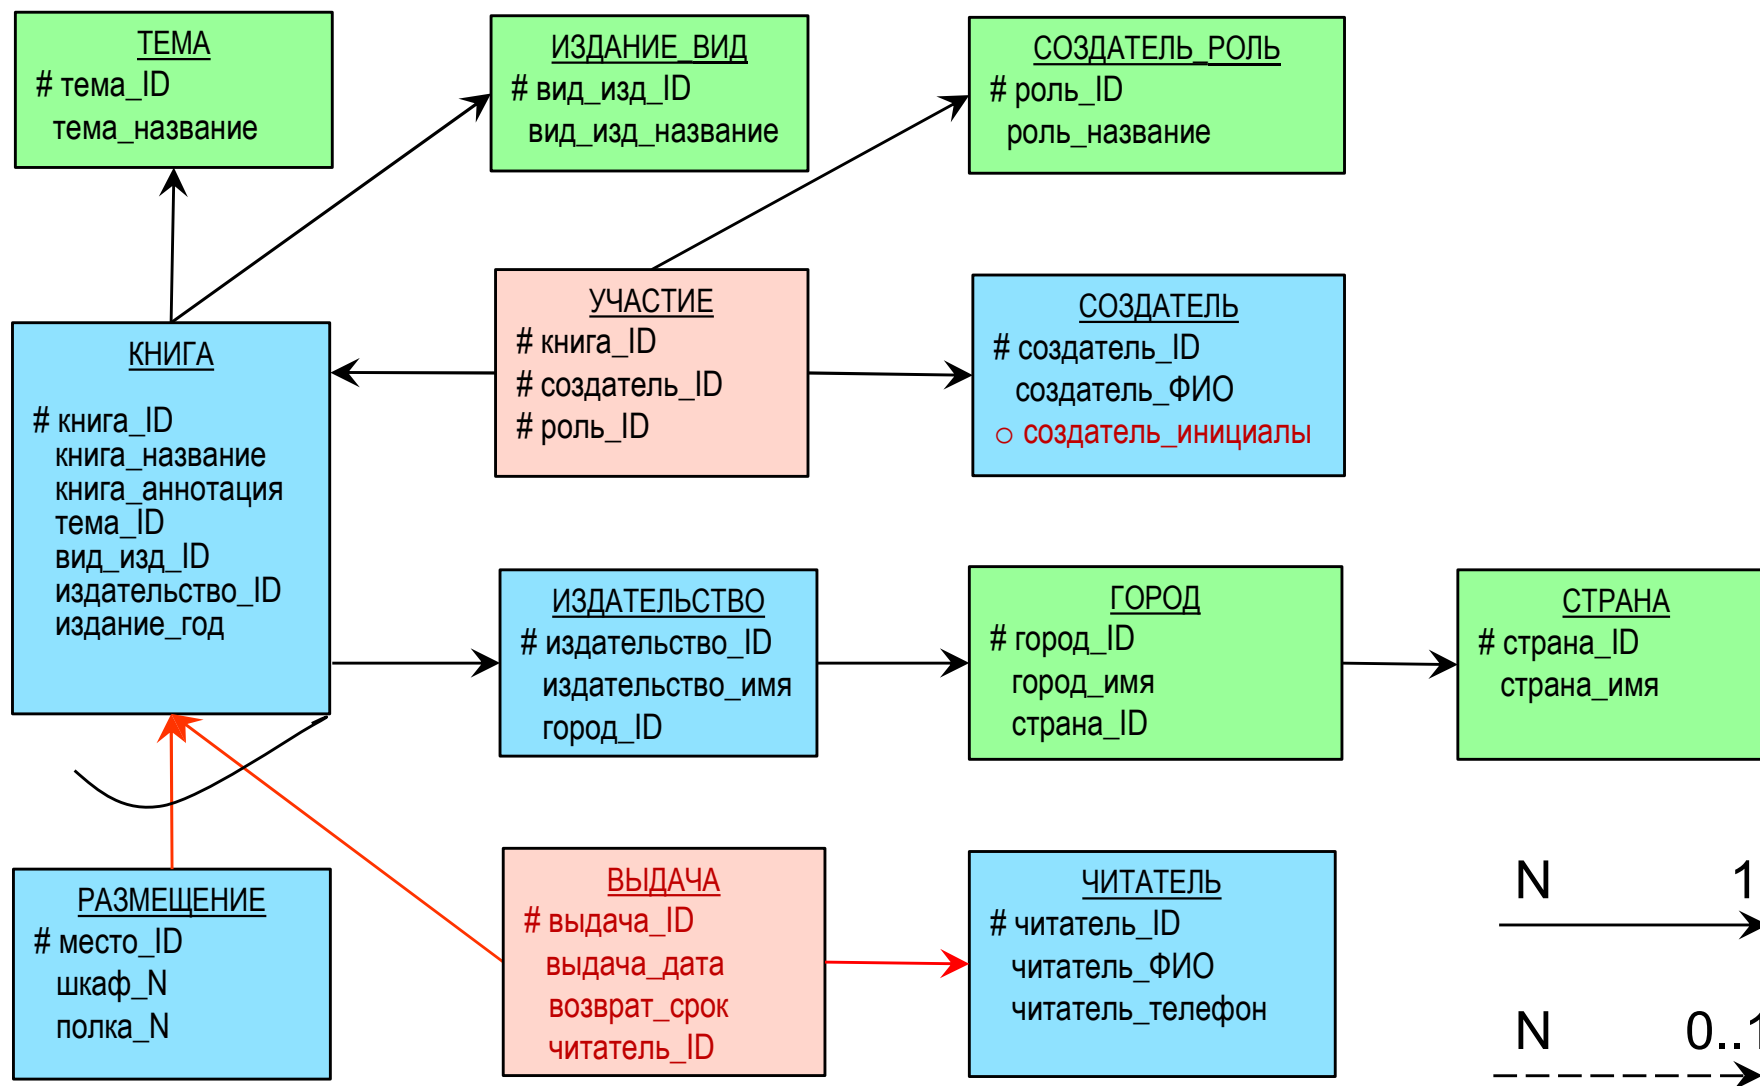 ТЕМА
# тема_ID
тема_название
ИЗДАНИЕ_ВИД
# вид_изд_ID
вид_изд_название
СОЗДАТЕЛЬ_РОЛЬ
# роль_ID
роль_название
КНИГА
# книга_ID
книга_название
книга_аннотация
тема_ID
вид_изд_ID
издательство_ID
издание_год
УЧАСТИЕ
# книга_ID
# создатель_ID
# роль_ID
СОЗДАТЕЛЬ
# создатель_ID
создатель_ФИО
○ создатель_инициалы
ИЗДАТЕЛЬСТВО
# издательство_ID
издательство_имя
город_ID
ГОРОД
# город_ID
город_имя
страна_ID
СТРАНА
# страна_ID
страна_имя
РАЗМЕЩЕНИЕ
# место_ID
шкаф_N
полка_N
ВЫДАЧА
# выдача_ID
выдача_дата
возврат_срок
читатель_ID
ЧИТАТЕЛЬ
# читатель_ID
читатель_ФИО
читатель_телефон
N 1
N 0..1